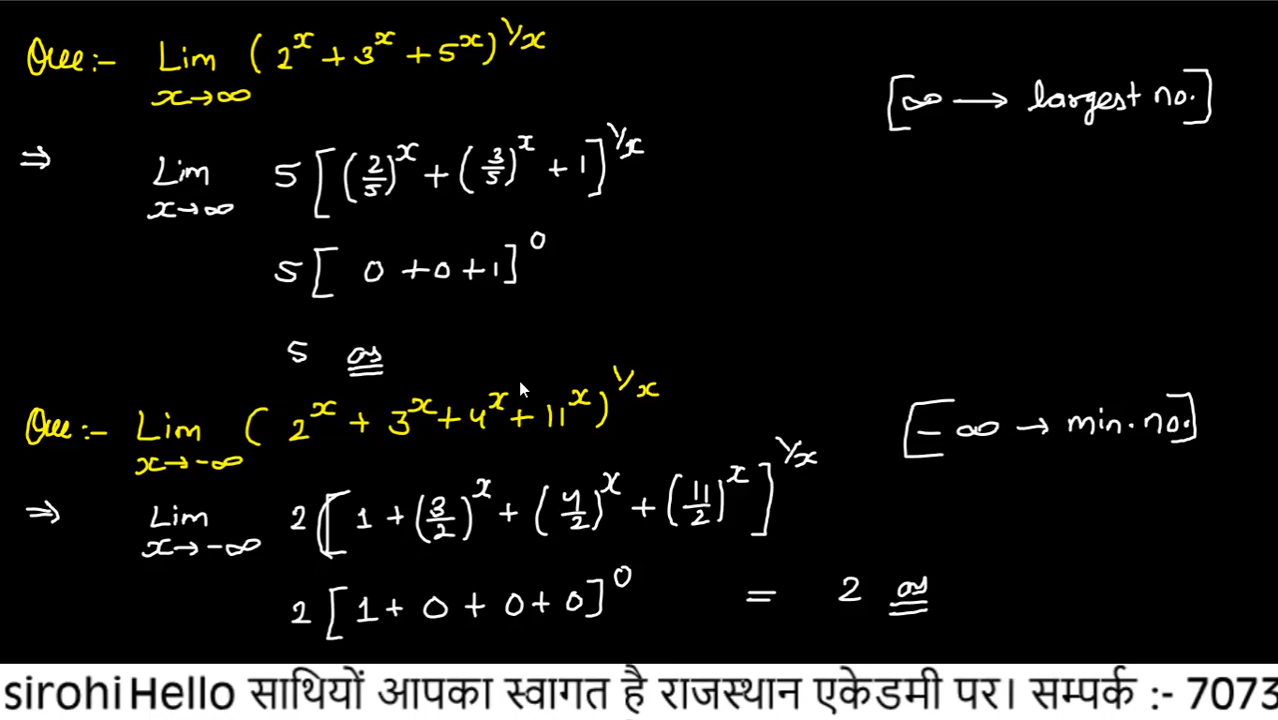 Que:- Lim x→∞ (2^x + 3^x + 5^x)^1/x
[∞ → largest no.]
⇒ Lim x→∞ 5[(2/5)^x + (3/5)^x + 1]^1/x
5[0 + 0 + 1]^0
5 as
Que:- Lim x→-∞ (2^x + 3^x + 4^x + 11^x)^1/x
[-∞ → min. no.]
⇒ Lim x→-∞ 2[1 + (3/2)^x + (4/2)^x + (11/2)^x]^1/x
2[1 + 0 + 0 + 0]^0 = 2 as
sirohi Hello साथियों आपका स्वागत है राजस्थान एकेडमी पर। सम्पर्क :- 7073